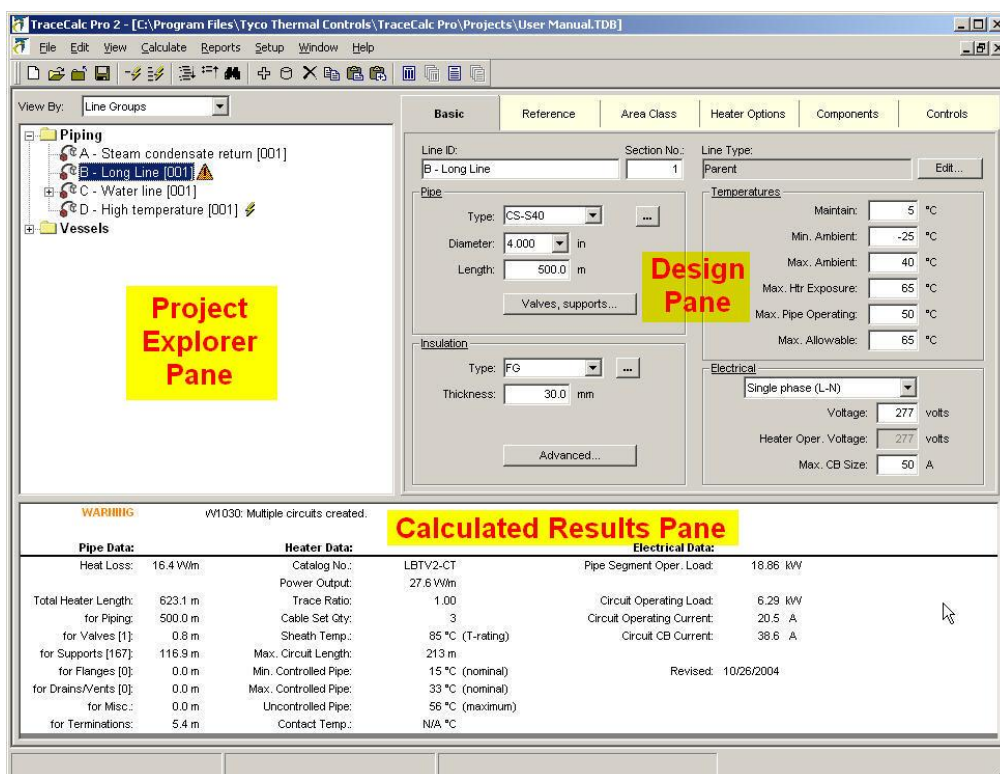 TraceCalc Pro 2 - [C:\Program Files\Tyco Thermal Controls\TraceCalc Pro\Projects\User Manual.TDB]
File Edit View Calculate Reports Setup Window Help
View By: Line Groups
Piping
A - Steam condensate return [001]
B - Long Line [001]
C - Water line [001]
D - High temperature [001]
Vessels
Project
Explorer
Pane
Basic Reference Area Class Heater Options Components Controls
Line ID: Section No.: Line Type:
B - Long Line 1 Parent Edit...
Pipe
Type: CS-S40 ...
Diameter: 4.000 in
Length: 500.0 m
Valves, supports...
Insulation
Type: FG ...
Thickness: 30.0 mm
Advanced...
Design
Pane
Temperatures
Maintain: 5 °C
Min. Ambient: -25 °C
Max. Ambient: 40 °C
Max. Htr Exposure: 65 °C
Max. Pipe Operating: 50 °C
Max. Allowable: 65 °C
Electrical
Single phase (L-N)
Voltage: 277 volts
Heater Oper. Voltage: 277 volts
Max. CB Size: 50 A
WARNING W1030: Multiple circuits created.
Calculated Results Pane
Pipe Data: Heater Data: Electrical Data:
Heat Loss: 16.4 W/m Catalog No.: LBTV2-CT Pipe Segment Oper. Load: 18.86 kW
Power Output: 27.6 W/m
Total Heater Length: 623.1 m Trace Ratio: 1.00 Circuit Operating Load: 6.29 kW
for Piping: 500.0 m Cable Set Qty: 3 Circuit Operating Current: 20.5 A
for Valves [1]: 0.8 m Sheath Temp.: 85 °C (T-rating) Circuit CB Current: 38.6 A
for Supports [167]: 116.9 m Max. Circuit Length: 213 m
for Flanges [0]: 0.0 m Min. Controlled Pipe: 15 °C (nominal) Revised: 10/26/2004
for Drains/Vents [0]: 0.0 m Max. Controlled Pipe: 33 °C (nominal)
for Misc.: 0.0 m Uncontrolled Pipe: 56 °C (maximum)
for Terminations: 5.4 m Contact Temp.: N/A °C